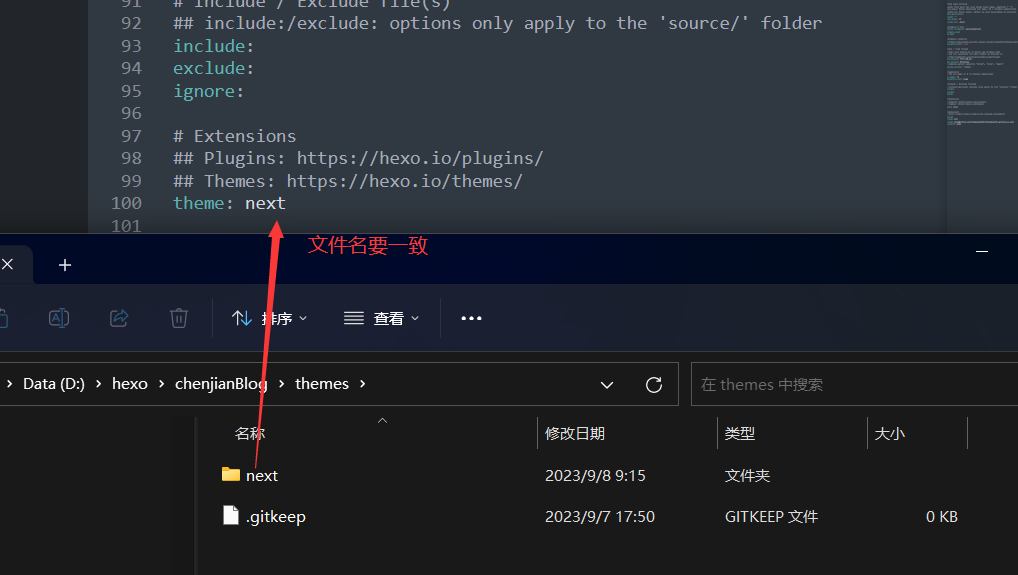 91 # Include / Exclude file(s)
92 ## include:/exclude: options only apply to the 'source/' folder
93 include:
94 exclude:
95 ignore:
96
97 # Extensions
98 ## Plugins: https://hexo.io/plugins/
99 ## Themes: https://hexo.io/themes/
100 theme: next
101
文件名要一致
排序 查看
Data (D:) hexo chenjianBlog themes 在 themes 中搜索
名称 修改日期 类型 大小
next 2023/9/8 9:15 文件夹
.gitkeep 2023/9/7 17:50 GITKEEP 文件 0 KB